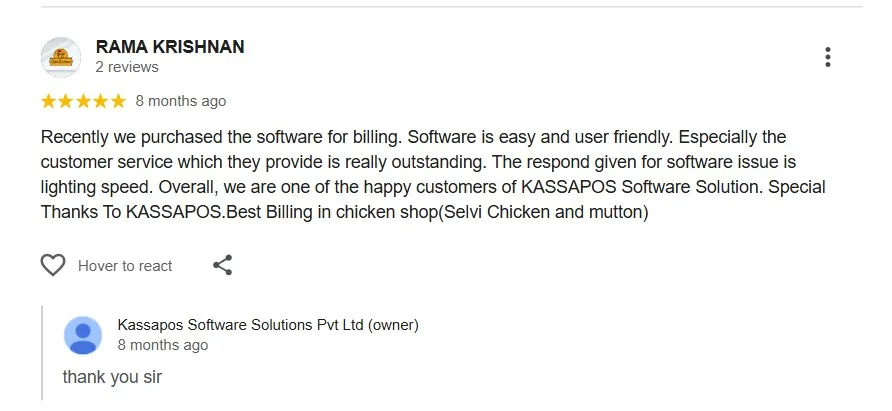 RAMA KRISHNAN
2 reviews
8 months ago
Recently we purchased the software for billing. Software is easy and user friendly. Especially the
customer service which they provide is really outstanding. The respond given for software issue is
lighting speed. Overall, we are one of the happy customers of KASSAPOS Software Solution. Special
Thanks To KASSAPOS.Best Billing in chicken shop(Selvi Chicken and mutton)
Hover to react
Kassapos Software Solutions Pvt Ltd (owner)
8 months ago
thank you sir